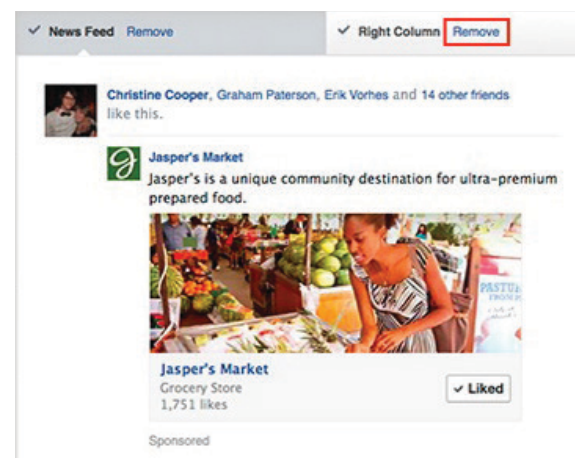 ✓ News Feed Remove
✓ Right Column Remove
Christine Cooper, Graham Paterson, Erik Vorhes and 14 other friends
like this.
Jasper's Market
Jasper's is a unique community destination for ultra-premium
prepared food.
PASTU
FROM
Jasper's Market
Grocery Store
1,751 likes
✓ Liked
Sponsored